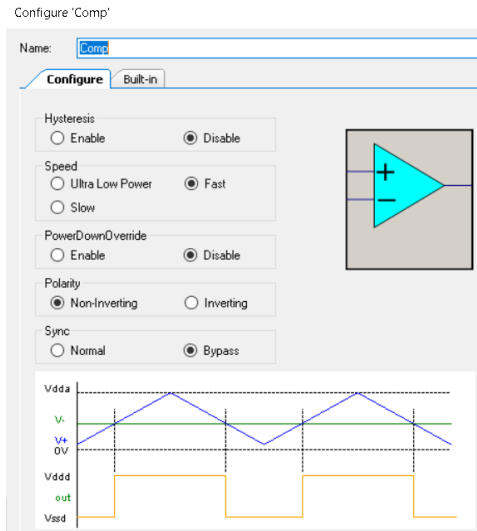 Configure 'Comp'
Name: Comp
Configure Built-in
Hysteresis
Enable Disable
Speed
Ultra Low Power Fast
Slow
PowerDownOverride
Enable Disable
Polarity
Non-Inverting Inverting
Sync
Normal Bypass
+
−
Vdda
V-
V+
0V
Vddd
out
Vssd